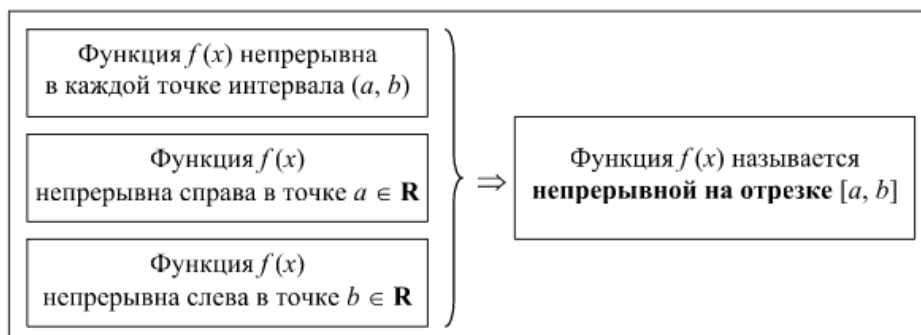 Функция f (x) непрерывна
в каждой точке интервала (a, b)
Функция f (x)
непрерывна справа в точке a ∈ R
Функция f (x)
непрерывна слева в точке b ∈ R
⇒
Функция f (x) называется
непрерывной на отрезке [a, b]